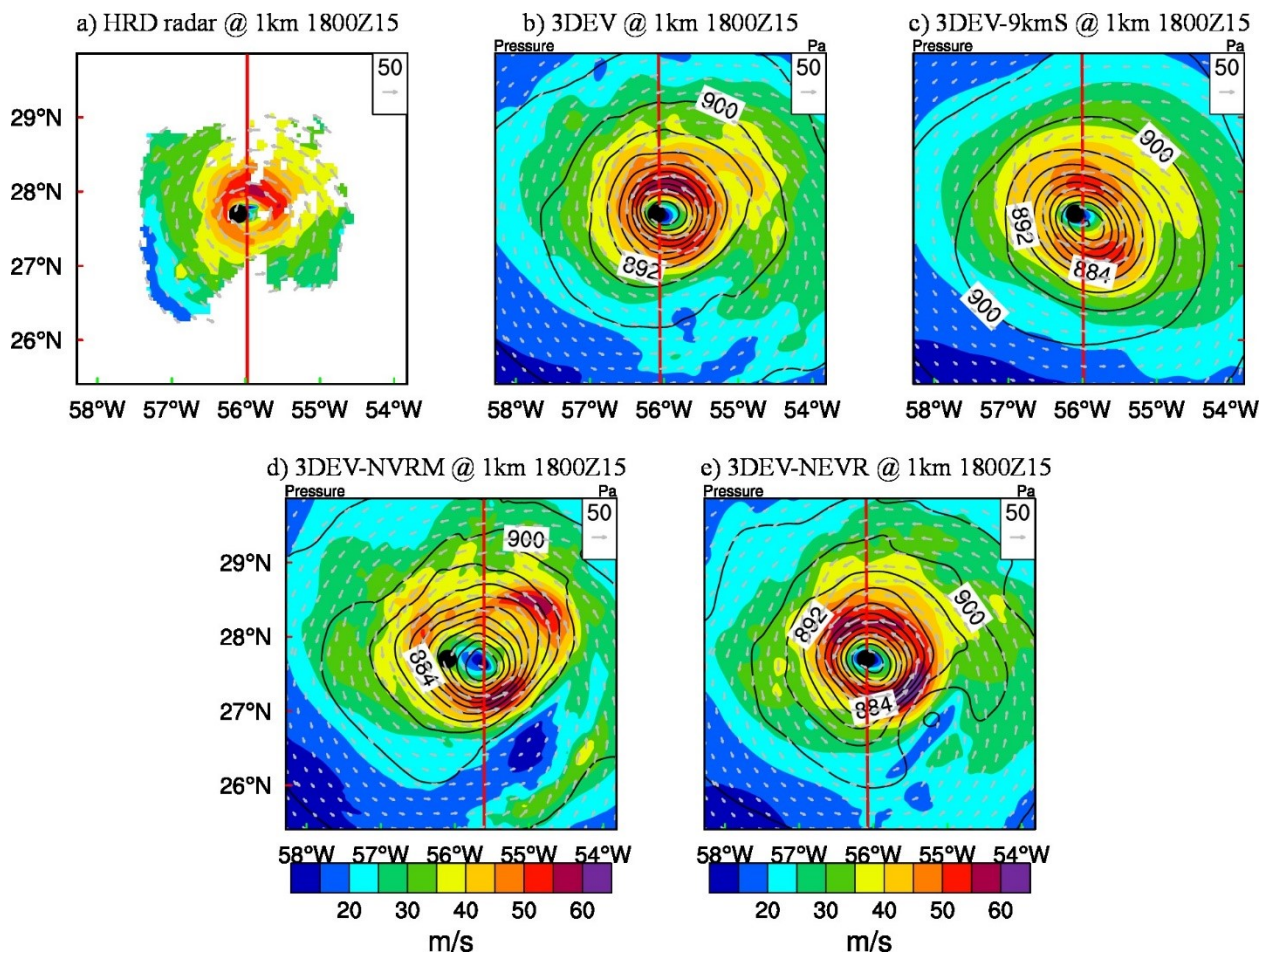 a) HRD radar @ 1km 1800Z15
b) 3DEV @ 1km 1800Z15
c) 3DEV-9kmS @ 1km 1800Z15
Pressure Pa
Pressure Pa
50
50
50
29°N
28°N
27°N
26°N
900
892
900
892
884
900
58°W 57°W 56°W 55°W 54°W
58°W 57°W 56°W 55°W 54°W
58°W 57°W 56°W 55°W 54°W
d) 3DEV-NVRM @ 1km 1800Z15
e) 3DEV-NEVR @ 1km 1800Z15
Pressure Pa
Pressure Pa
50
50
29°N
28°N
27°N
26°N
900
884
892
900
884
58°W 57°W 56°W 55°W 54°W
58°W 57°W 56°W 55°W 54°W
20 30 40 50 60
20 30 40 50 60
m/s
m/s